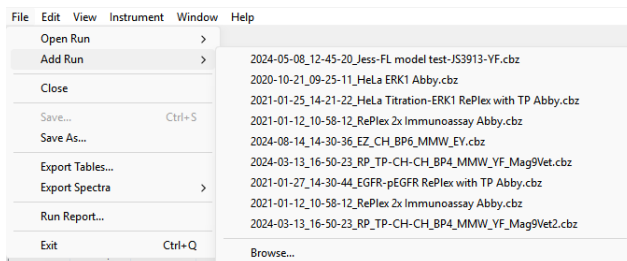 File Edit View Instrument Window Help
Open Run >
Add Run >
Close
Save... Ctrl+S
Save As...
Export Tables...
Export Spectra >
Run Report...
Exit Ctrl+Q
2024-05-08_12-45-20_Jess-FL model test-JS3913-YF.cbz
2020-10-21_09-25-11_HeLa ERK1 Abby.cbz
2021-01-25_14-21-22_HeLa Titration-ERK1 RePlex with TP Abby.cbz
2021-01-12_10-58-12_RePlex 2x Immunoassay Abby.cbz
2024-08-14_14-30-36_EZ_CH_BP6_MMW_EY.cbz
2024-03-13_16-50-23_RP_TP-CH-CH_BP4_MMW_YF_Mag9Vet.cbz
2021-01-27_14-30-44_EGFR-pEGFR RePlex with TP Abby.cbz
2021-01-12_10-58-12_RePlex 2x Immunoassay Abby.cbz
2024-03-13_16-50-23_RP_TP-CH-CH_BP4_MMW_YF_Mag9Vet2.cbz
Browse...